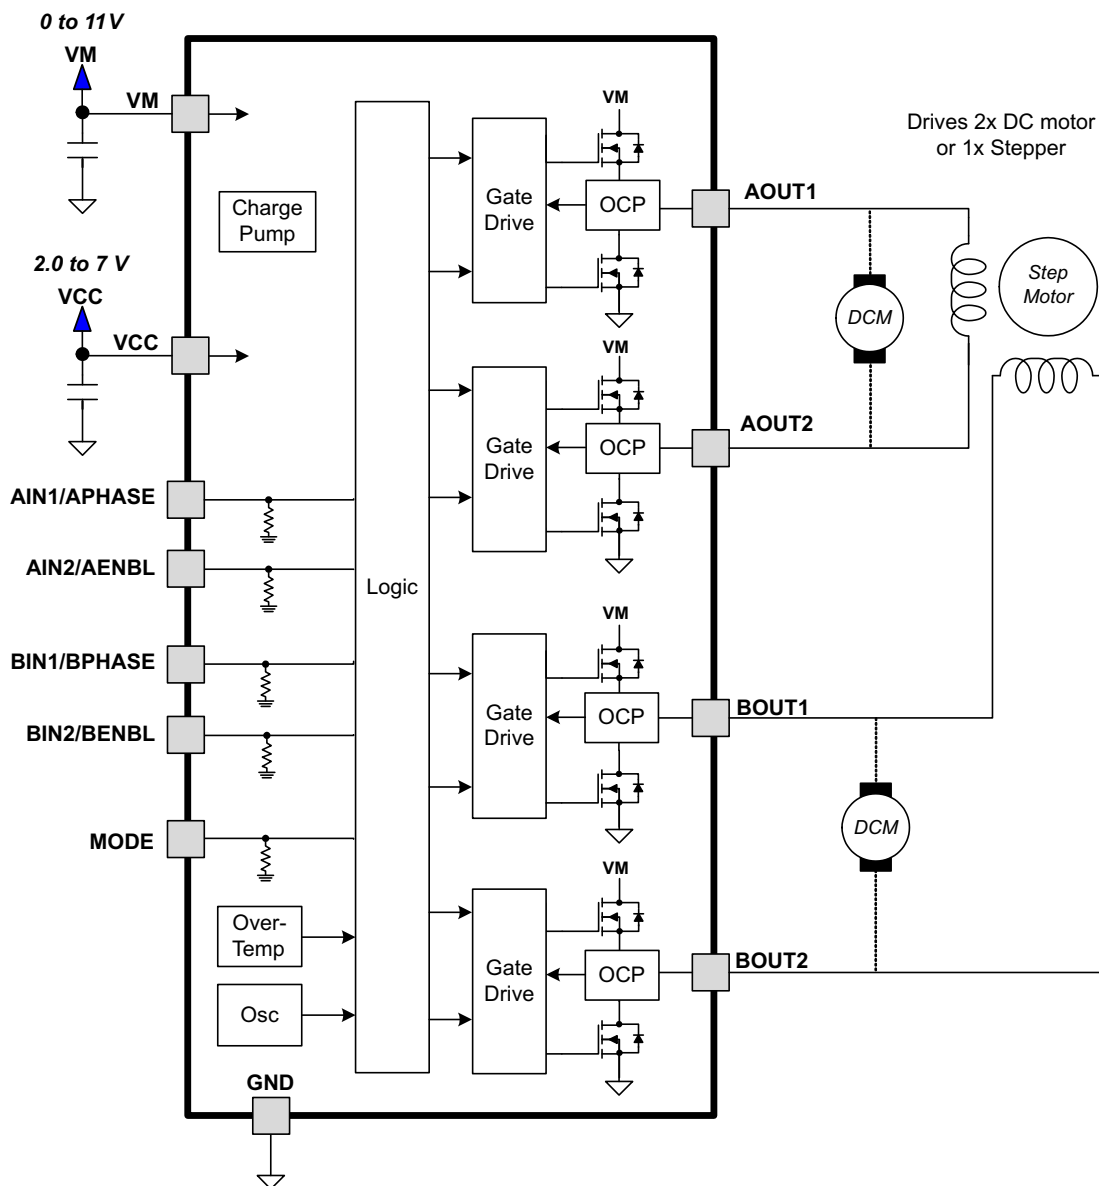 0 to 11V
VM
VM
Charge
Pump
2.0 to 7 V
VCC
VCC
AIN1/APHASE
AIN2/AENBL
BIN1/BPHASE
BIN2/BENBL
MODE
Over-
Temp
Osc
GND
Logic
Gate
Drive
VM
OCP
AOUT1
Gate
Drive
VM
OCP
AOUT2
Gate
Drive
VM
OCP
BOUT1
Gate
Drive
VM
OCP
BOUT2
Drives 2x DC motor
or 1x Stepper
DCM
Step
Motor
DCM